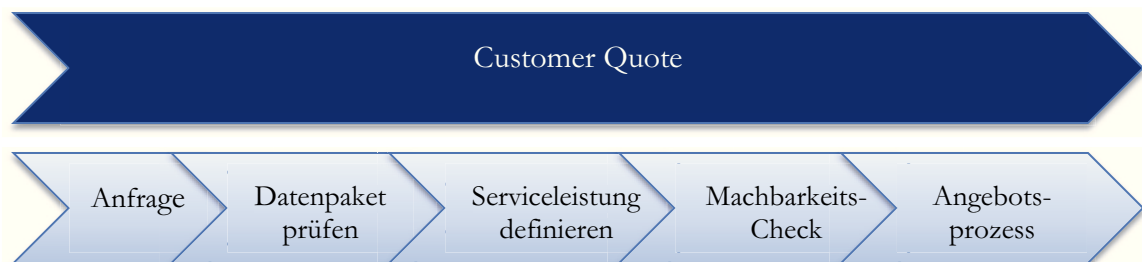 Customer Quote
Anfrage
Datenpaket
prüfen
Serviceleistung
definieren
Machbarkeits-
Check
Angebots-
prozess